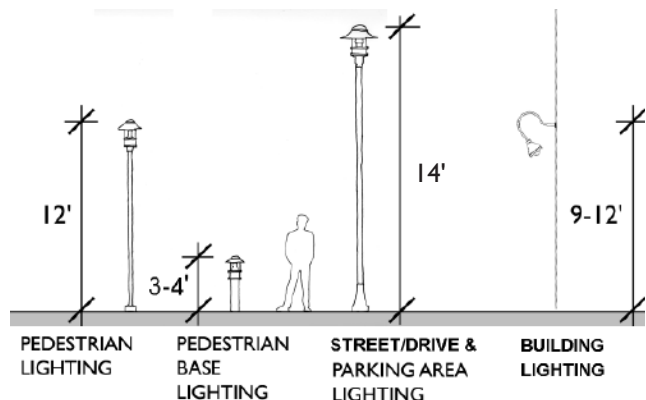 12'
3-4'
14'
9-12'
PEDESTRIAN
LIGHTING
PEDESTRIAN
BASE
LIGHTING
STREET/DRIVE &
PARKING AREA
LIGHTING
BUILDING
LIGHTING